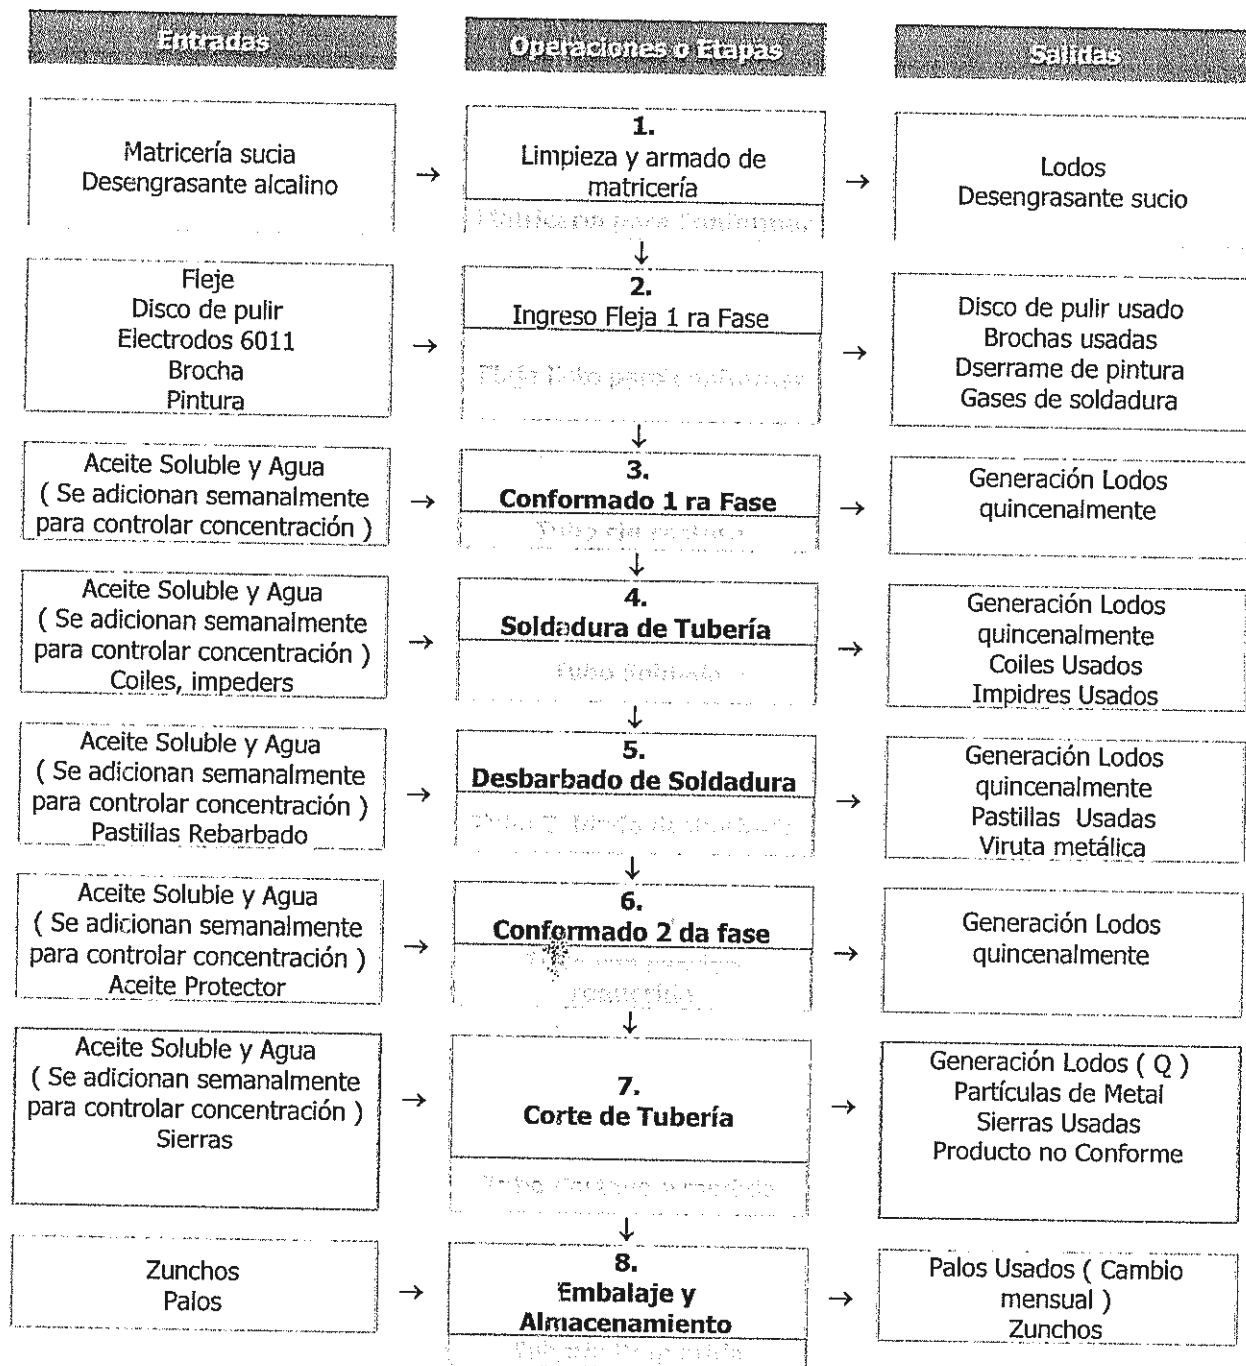 Entradas
Operaciones o Etapas
Salidas
Matricería sucia
Desengrasante alcalino
→
1.
Limpieza y armado de
matricería
→
Lodos
Desengrasante sucio
↓
Fleje
Disco de pulir
Electrodos 6011
Brocha
Pintura
→
2.
Ingreso Fleja 1 ra Fase
→
Disco de pulir usado
Brochas usadas
Dserrame de pintura
Gases de soldadura
↓
Aceite Soluble y Agua
( Se adicionan semanalmente
para controlar concentración )
→
3.
Conformado 1 ra Fase
→
Generación Lodos
quincenalmente
↓
Aceite Soluble y Agua
( Se adicionan semanalmente
para controlar concentración )
Coiles, impeders
→
4.
Soldadura de Tubería
→
Generación Lodos
quincenalmente
Coiles Usados
Impidres Usados
↓
Aceite Soluble y Agua
( Se adicionan semanalmente
para controlar concentración )
Pastillas Rebarbado
→
5.
Desbarbado de Soldadura
→
Generación Lodos
quincenalmente
Pastillas Usadas
Viruta metálica
↓
Aceite Soluble y Agua
( Se adicionan semanalmente
para controlar concentración )
Aceite Protector
→
6.
Conformado 2 da fase
→
Generación Lodos
quincenalmente
↓
Aceite Soluble y Agua
( Se adicionan semanalmente
para controlar concentración )
Sierras
→
7.
Corte de Tubería
→
Generación Lodos ( Q )
Partículas de Metal
Sierras Usadas
Producto no Conforme
↓
Zunchos
Palos
→
8.
Embalaje y
Almacenamiento
→
Palos Usados ( Cambio
mensual )
Zunchos